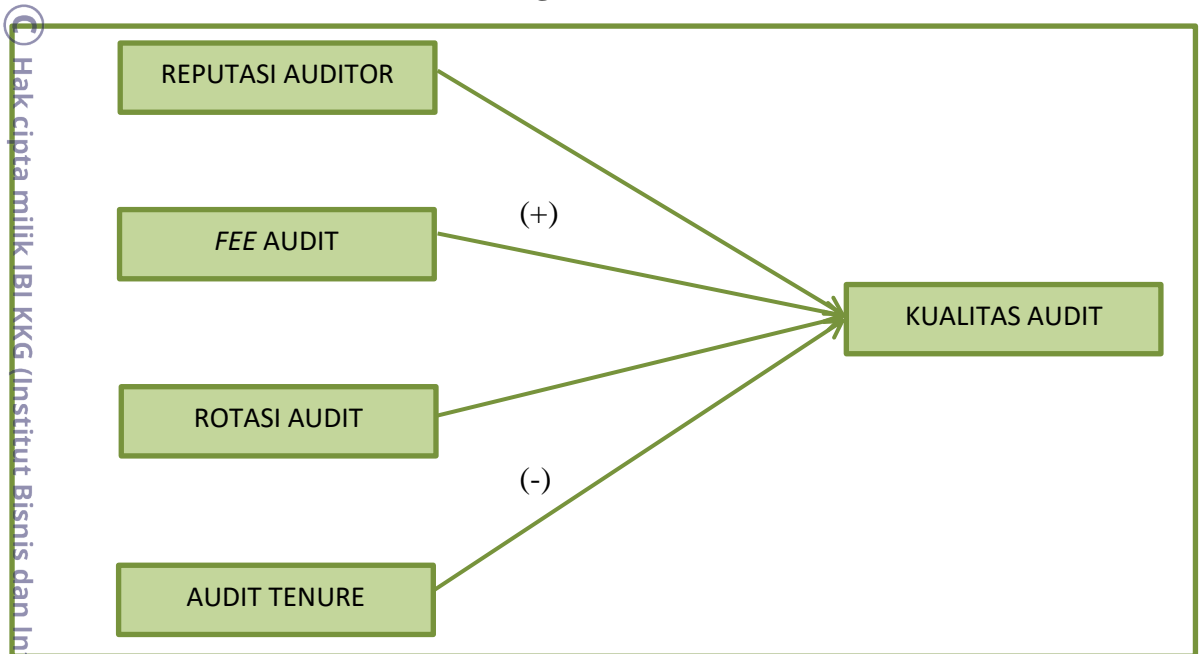 © Hak cipta milik IBI KKG (Institut Bisnis dan In
REPUTASI AUDITOR
(+)
FEE AUDIT
KUALITAS AUDIT
ROTASI AUDIT
(-)
AUDIT TENURE